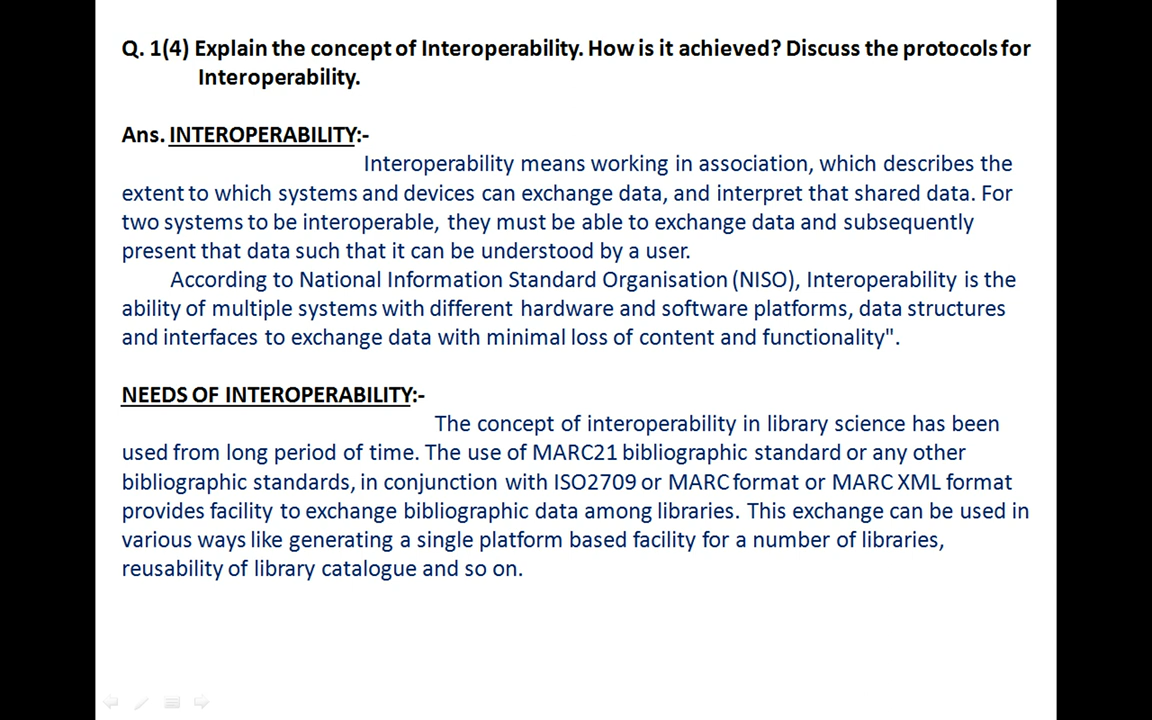 Q. 1(4) Explain the concept of Interoperability. How is it achieved? Discuss the protocols for
Interoperability.
Ans. INTEROPERABILITY:-
Interoperability means working in association, which describes the
extent to which systems and devices can exchange data, and interpret that shared data. For
two systems to be interoperable, they must be able to exchange data and subsequently
present that data such that it can be understood by a user.
According to National Information Standard Organisation (NISO), Interoperability is the
ability of multiple systems with different hardware and software platforms, data structures
and interfaces to exchange data with minimal loss of content and functionality".
NEEDS OF INTEROPERABILITY:-
The concept of interoperability in library science has been
used from long period of time. The use of MARC21 bibliographic standard or any other
bibliographic standards, in conjunction with ISO2709 or MARC format or MARC XML format
provides facility to exchange bibliographic data among libraries. This exchange can be used in
various ways like generating a single platform based facility for a number of libraries,
reusability of library catalogue and so on.